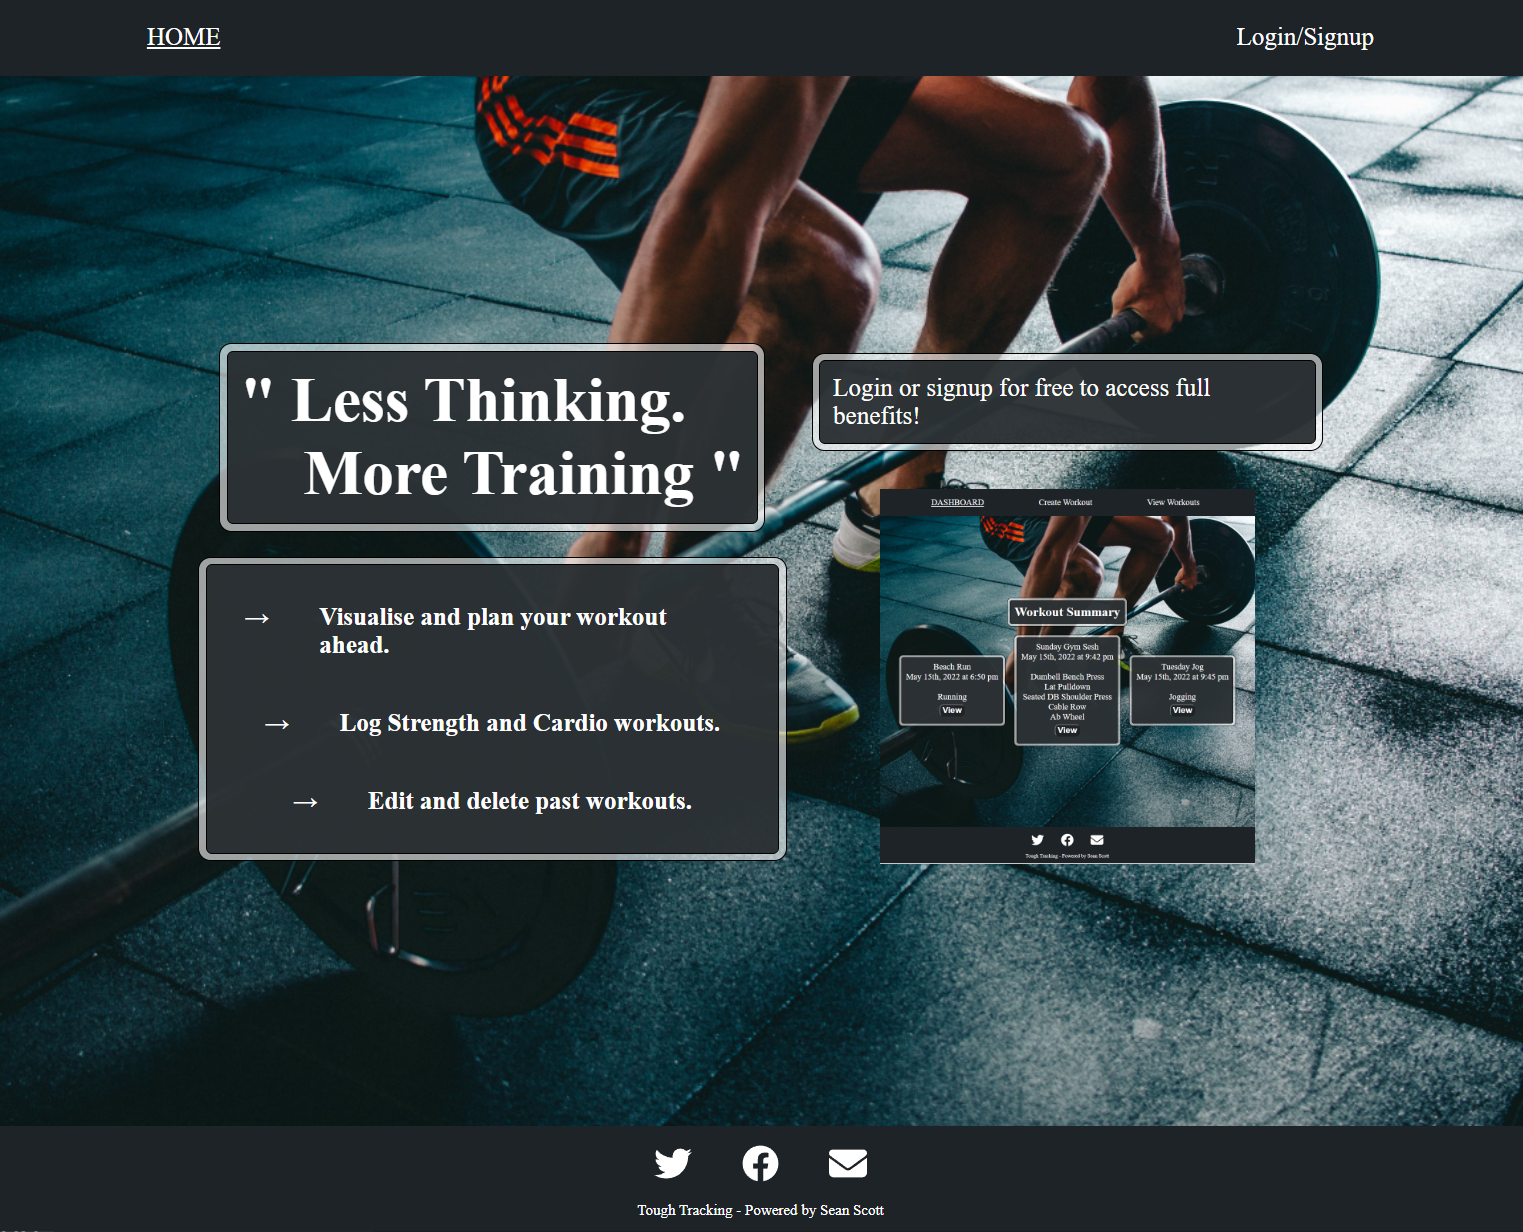 HOME
Login/Signup
" Less Thinking.
More Training "
Login or signup for free to access full
benefits!
→ Visualise and plan your workout
ahead.
→ Log Strength and Cardio workouts.
→ Edit and delete past workouts.
DASHBOARD
Create Workout
View Workouts
Workout Summary
Beach Run
May 15th, 2022 at 6:50 pm
Running
View
Sunday Gym Sesh
May 15th, 2022 at 9:42 pm
Dumbell Bench Press
Lat Pulldown
Seated DB Shoulder Press
Cable Row
Ab Wheel
View
Tuesday Jog
May 15th, 2022 at 9:45 pm
Jogging
View
Tough Tracking - Powered by Sean Scott
Tough Tracking - Powered by Sean Scott